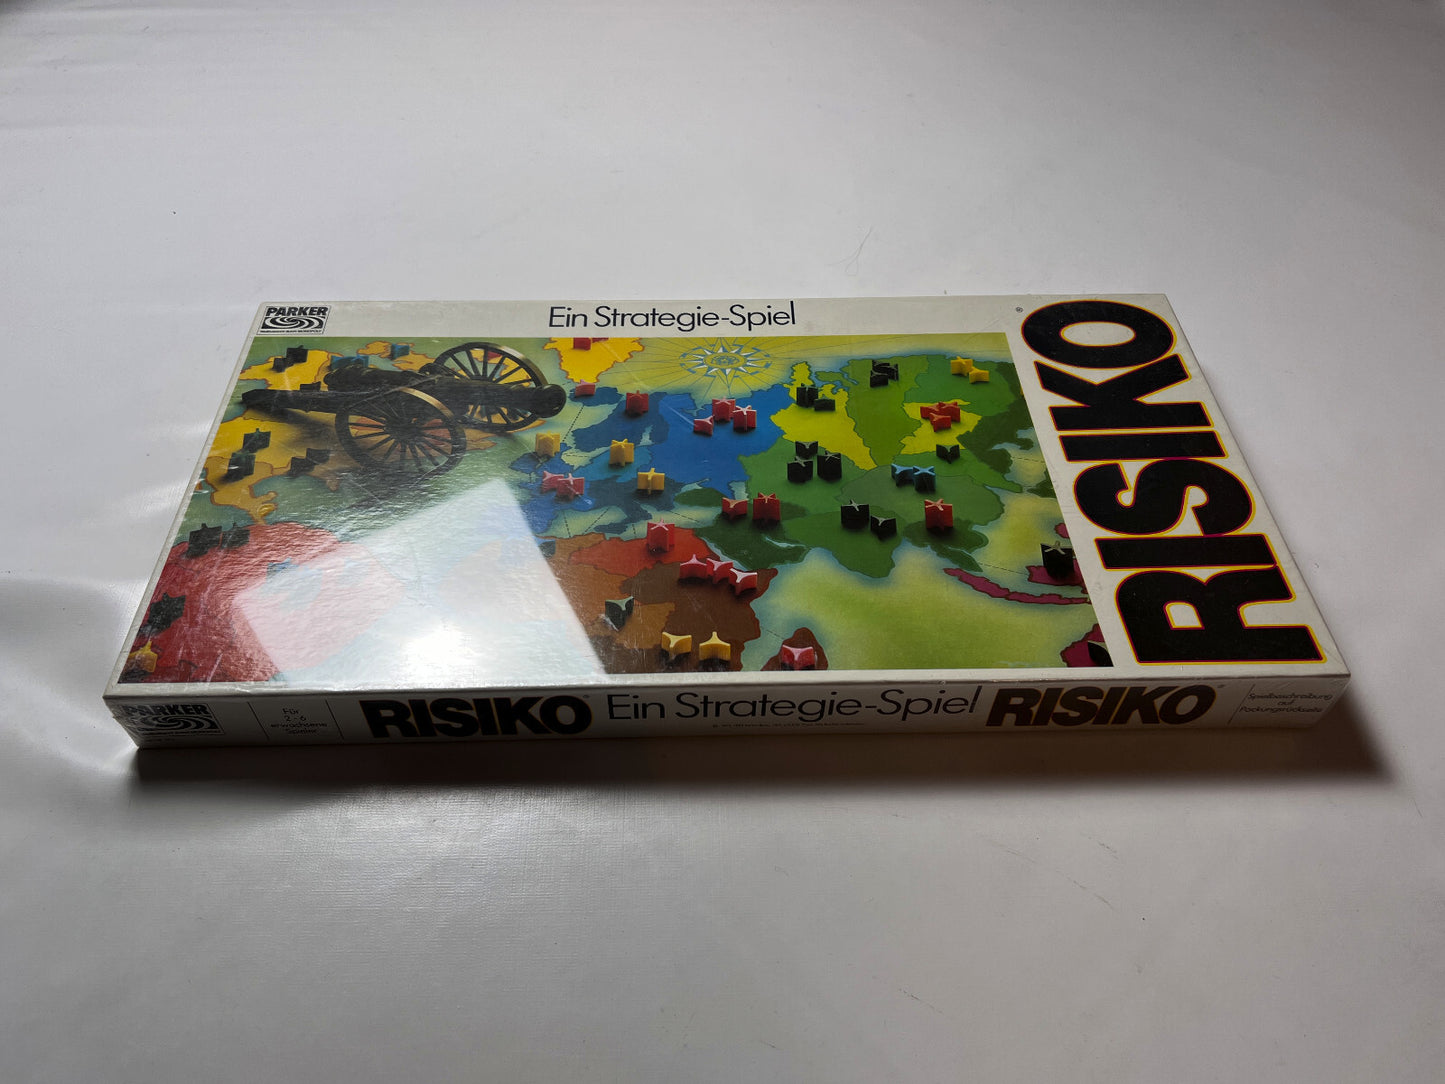 PARKER
Ein Strategie-Spiel
®
RISIKO
PARKER
Für
2 - 6
erwachsene
Spieler
RISIKO®
Ein Strategie-Spiel
RISIKO®
Spielbeschreibung
auf
Packungsrückseite